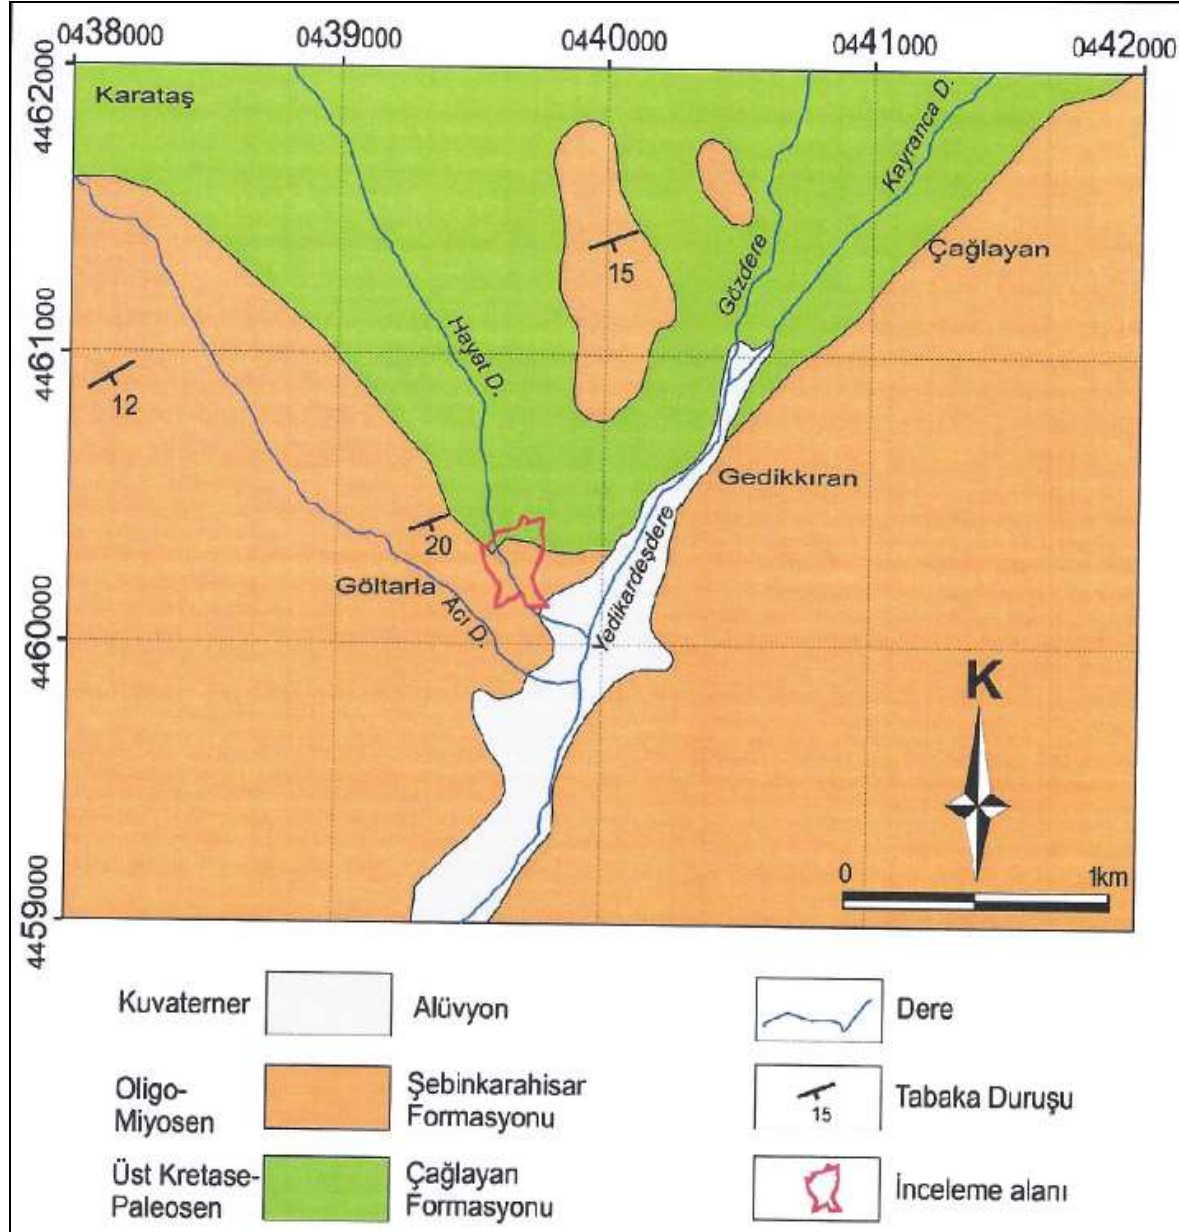 0438000 0439000 0440000 0441000 0442000
4462000
4461000
4460000
4459000
Karataş
Kayranca D.
Gözdere
Çağlayan
15
Hayat D.
12
Gedikkıran
20
Göltarla
Acı D.
Yedikardeşdere
K
0 1km
Kuvaterner Alüvyon
Dere
Oligo-
Miyosen
Şebinkarahisar
Formasyonu
Tabaka Duruşu
15
Üst Kretase-
Paleosen
Çağlayan
Formasyonu
İnceleme alanı